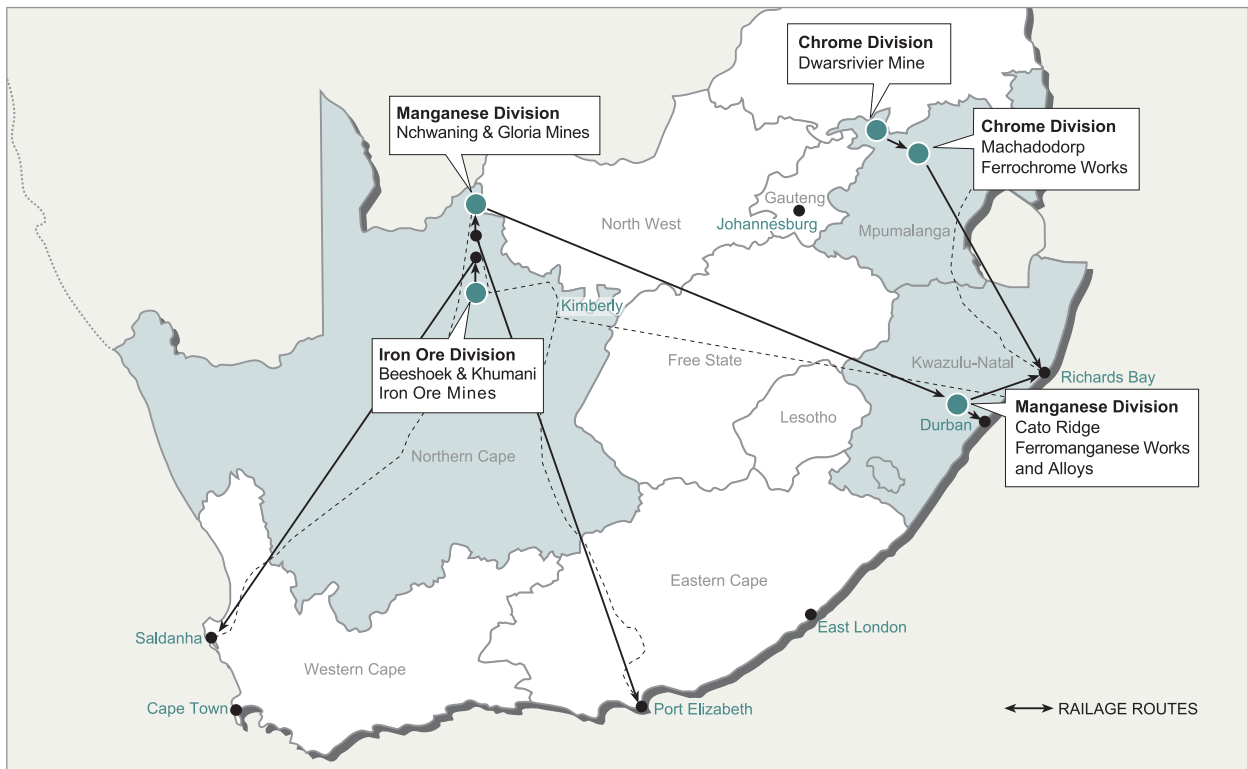 Chrome Division
Dwarsrivier Mine
Manganese Division
Nchwaning & Gloria Mines
Chrome Division
Machadodorp
Ferrochrome Works
Gauteng
Johannesburg
North West
Mpumalanga
Kimberly
Iron Ore Division
Beeshoek & Khumani
Iron Ore Mines
Free State
Kwazulu-Natal
Richards Bay
Lesotho
Durban
Manganese Division
Cato Ridge
Ferromanganese Works
and Alloys
Northern Cape
Eastern Cape
East London
Saldanha
Western Cape
Cape Town
Port Elizabeth
RAILAGE ROUTES